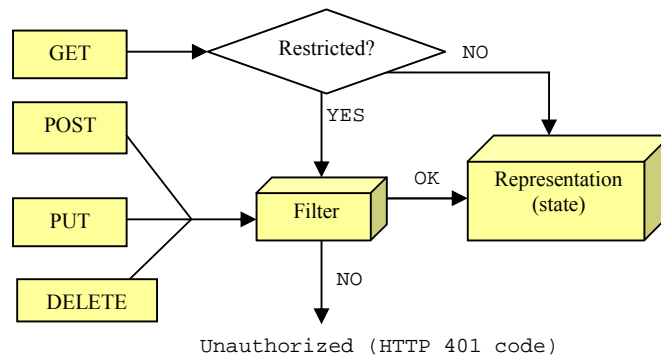 GET
Restricted?
NO
YES
POST
PUT
DELETE
Filter
OK
Representation
(state)
NO
Unauthorized (HTTP 401 code)